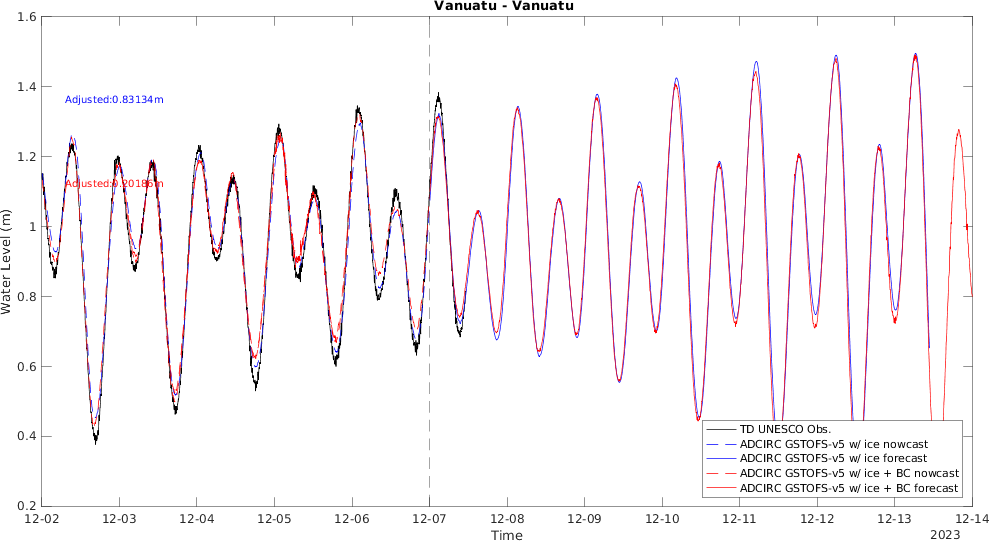 Vanuatu - Vanuatu
1.6
1.4
1.2
1
0.8
0.6
0.4
0.2
Water Level (m)
Adjusted:0.83134m
Adjusted:0.20186m
TD UNESCO Obs.
ADCIRC GSTOFS-v5 w/ ice nowcast
ADCIRC GSTOFS-v5 w/ ice forecast
ADCIRC GSTOFS-v5 w/ ice + BC nowcast
ADCIRC GSTOFS-v5 w/ ice + BC forecast
12-02 12-03 12-04 12-05 12-06 12-07 12-08 12-09 12-10 12-11 12-12 12-13 12-14
Time
2023